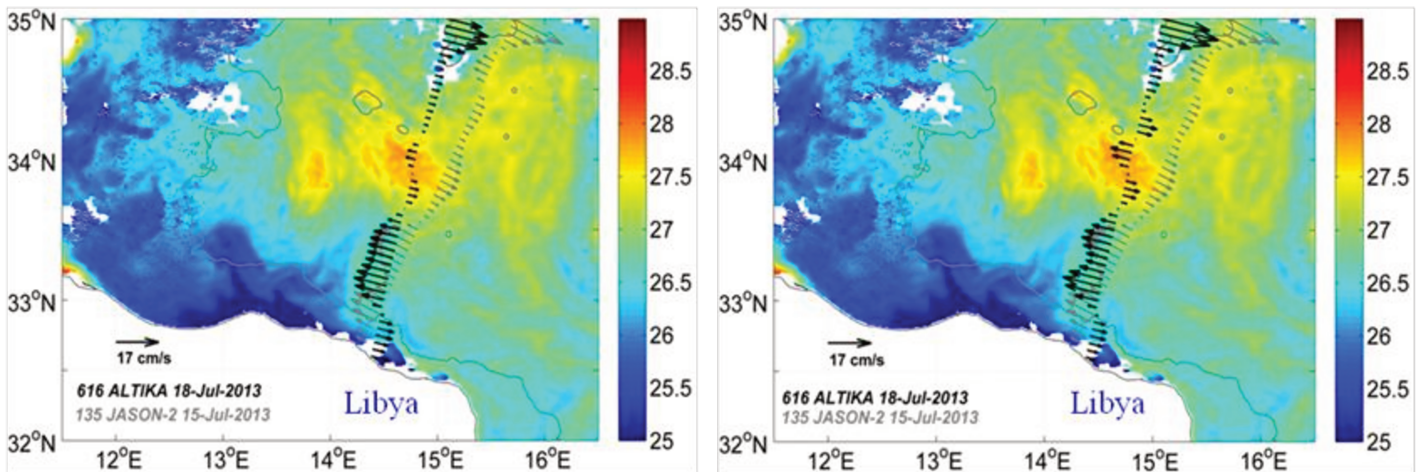 35°N
34°N
33°N
32°N
12°E 13°E 14°E 15°E 16°E
17 cm/s
616 ALTIKA 18-Jul-2013
135 JASON-2 15-Jul-2013
Libya
28.5
28
27.5
27
26.5
26
25.5
25
35°N
34°N
33°N
32°N
12°E 13°E 14°E 15°E 16°E
17 cm/s
616 ALTIKA 18-Jul-2013
135 JASON-2 15-Jul-2013
Libya
28.5
28
27.5
27
26.5
26
25.5
25